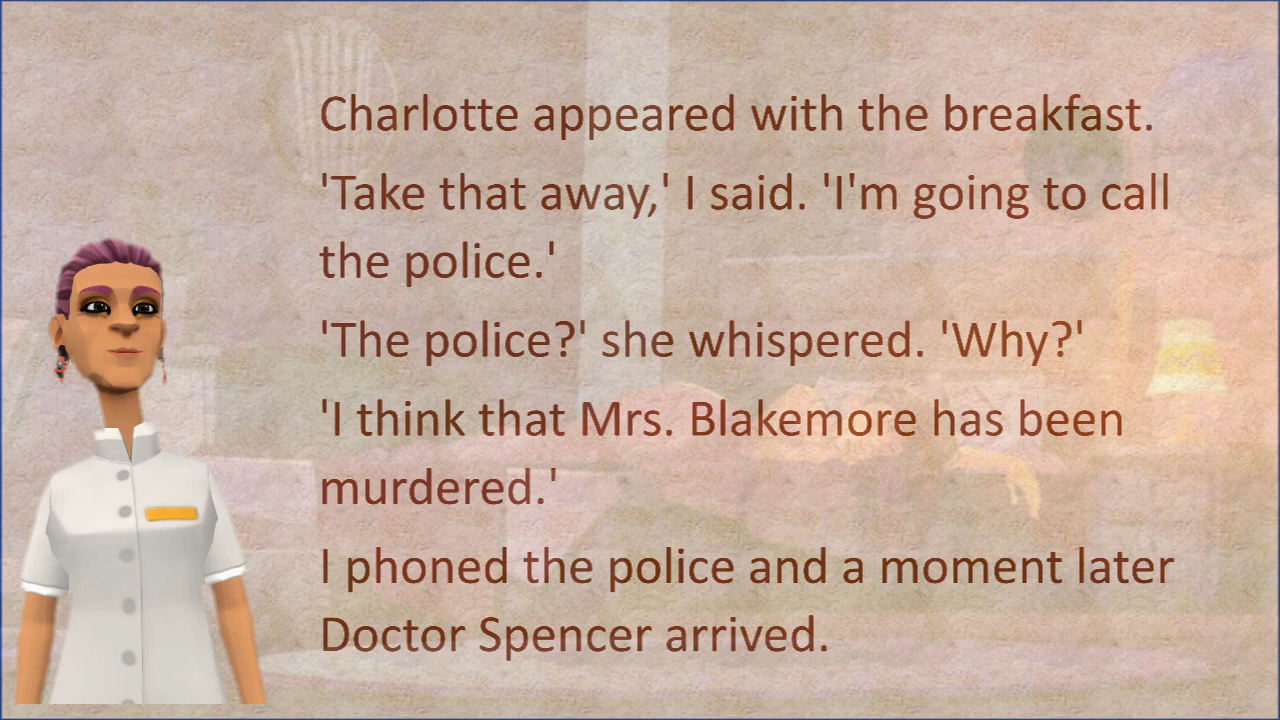 Charlotte appeared with the breakfast.
'Take that away,' I said. 'I'm going to call
the police.'
'The police?' she whispered. 'Why?'
'I think that Mrs. Blakemore has been
murdered.'
I phoned the police and a moment later
Doctor Spencer arrived.